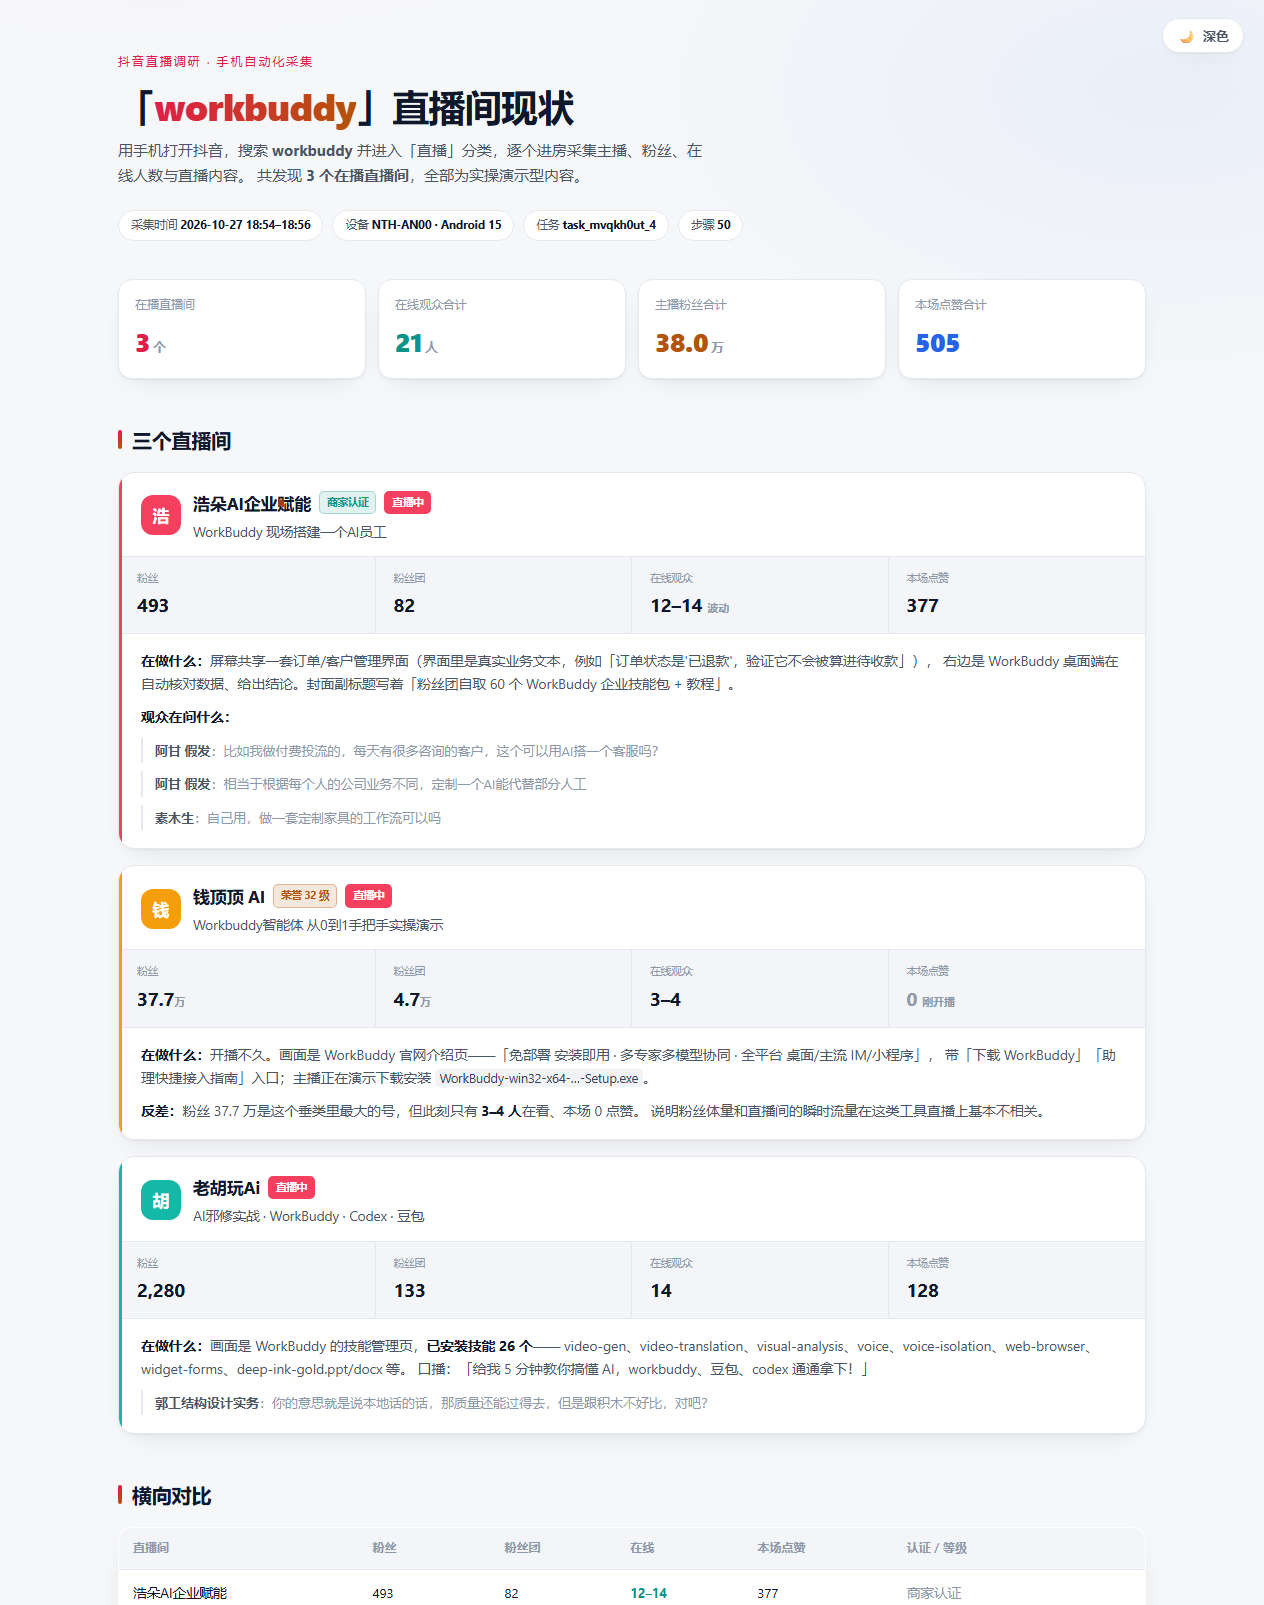 🌙 深色
抖音直播调研 · 手机自动化采集
「workbuddy」直播间现状
用手机打开抖音，搜索 workbuddy 并进入「直播」分类，逐个进房采集主播、粉丝、在
线人数与直播内容。 共发现 3 个在播直播间，全部为实操演示型内容。
采集时间 2026-10-27 18:54–18:56
设备 NTH-AN00 · Android 15
任务 task_mvqkh0ut_4
步骤 50
在播直播间
3 个
在线观众合计
21 人
主播粉丝合计
38.0 万
本场点赞合计
505
三个直播间
浩
浩朵AI企业赋能 商家认证 直播中
WorkBuddy 现场搭建一个AI员工
粉丝
493
粉丝团
82
在线观众
12–14 波动
本场点赞
377
在做什么：屏幕共享一套订单/客户管理界面（界面里是真实业务文本，例如「订单状态是'已退款'，验证它不会被算进待收款」）， 右边是 WorkBuddy 桌面端在
自动核对数据、给出结论。封面副标题写着「粉丝团自取 60 个 WorkBuddy 企业技能包 + 教程」。
观众在问什么：
阿甘 假发：比如我做付费投流的，每天有很多咨询的客户，这个可以用AI搭一个客服吗？
阿甘 假发：相当于根据每个人的公司业务不同，定制一个AI能代替部分人工
素木生：自己用，做一套定制家具的工作流可以吗
钱
钱顶顶 AI 荣誉 32 级 直播中
Workbuddy智能体 从0到1手把手实操演示
粉丝
37.7万
粉丝团
4.7万
在线观众
3–4
本场点赞
0 刚开播
在做什么：开播不久。画面是 WorkBuddy 官网介绍页——「免部署 安装即用 · 多专家多模型协同 · 全平台 桌面/主流 IM/小程序」， 带「下载 WorkBuddy」「助
理快捷接入指南」入口；主播正在演示下载安装 WorkBuddy-win32-x64-…-Setup.exe 。
反差：粉丝 37.7 万是这个垂类里最大的号，但此刻只有 3–4 人在看、本场 0 点赞。 说明粉丝体量和直播间的瞬时流量在这类工具直播上基本不相关。
胡
老胡玩Ai 直播中
AI邪修实战 · WorkBuddy · Codex · 豆包
粉丝
2,280
粉丝团
133
在线观众
14
本场点赞
128
在做什么：画面是 WorkBuddy 的技能管理页，已安装技能 26 个—— video-gen、video-translation、visual-analysis、voice、voice-isolation、web-browser、
widget-forms、deep-ink-gold.ppt/docx 等。 口播：「给我 5 分钟教你搞懂 AI，workbuddy、豆包、codex 通通拿下！」
郭工结构设计实务：你的意思就是说本地话的话，那质量还能过得去，但是跟积木不好比，对吧？
横向对比
直播间 粉丝 粉丝团 在线 本场点赞 认证 / 等级
浩朵AI企业赋能 493 82 12–14 377 商家认证